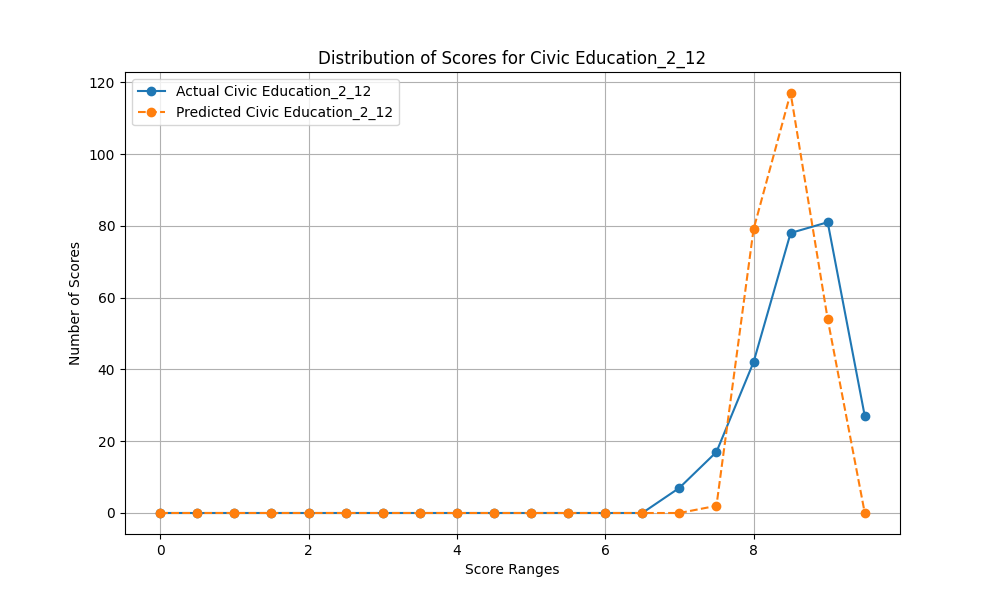 Distribution of Scores for Civic Education_2_12
Actual Civic Education_2_12
Predicted Civic Education_2_12
120
100
80
60
40
20
0
Number of Scores
0 2 4 6 8
Score Ranges